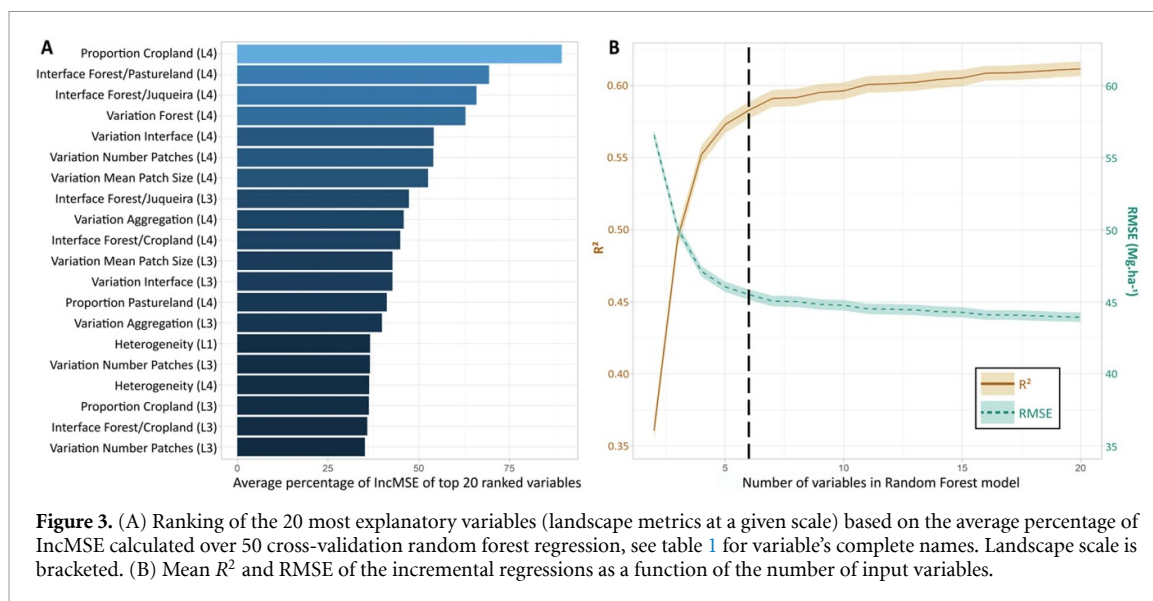 A
Proportion Cropland (L4)
Interface Forest/Pastureland (L4)
Interface Forest/Juqueira (L4)
Variation Forest (L4)
Variation Interface (L4)
Variation Number Patches (L4)
Variation Mean Patch Size (L4)
Interface Forest/Juqueira (L3)
Variation Aggregation (L4)
Interface Forest/Cropland (L4)
Variation Mean Patch Size (L3)
Variation Interface (L3)
Proportion Pastureland (L4)
Variation Aggregation (L3)
Heterogeneity (L1)
Variation Number Patches (L3)
Heterogeneity (L4)
Proportion Cropland (L3)
Interface Forest/Cropland (L3)
Variation Number Patches (L3)
0 25 50 75
Average percentage of IncMSE of top 20 ranked variables
B
0.60
0.55
0.50
0.45
0.40
0.35
R²
60
55
50
45
40
35
RMSE (Mg.ha⁻¹)
R²
RMSE
5 10 15 20
Number of variables in Random Forest model
Figure 3. (A) Ranking of the 20 most explanatory variables (landscape metrics at a given scale) based on the average percentage of
IncMSE calculated over 50 cross-validation random forest regression, see table 1 for variable's complete names. Landscape scale is
bracketed. (B) Mean R² and RMSE of the incremental regressions as a function of the number of input variables.